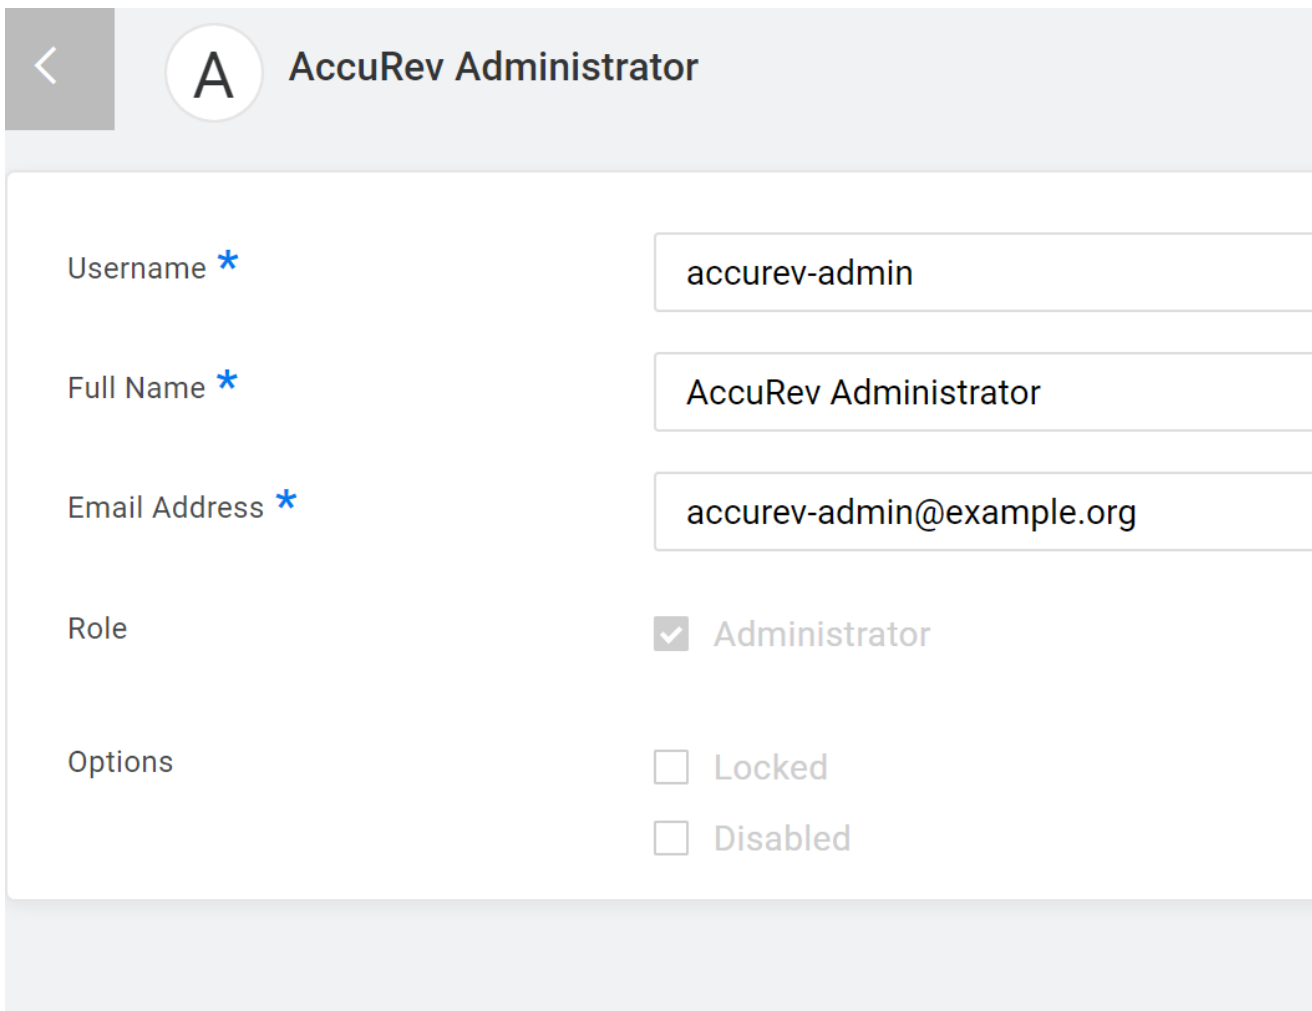 A
AccuRev Administrator
Username *
accurev-admin
Full Name *
AccuRev Administrator
Email Address *
accurev-admin@example.org
Role
Administrator
Options
Locked
Disabled